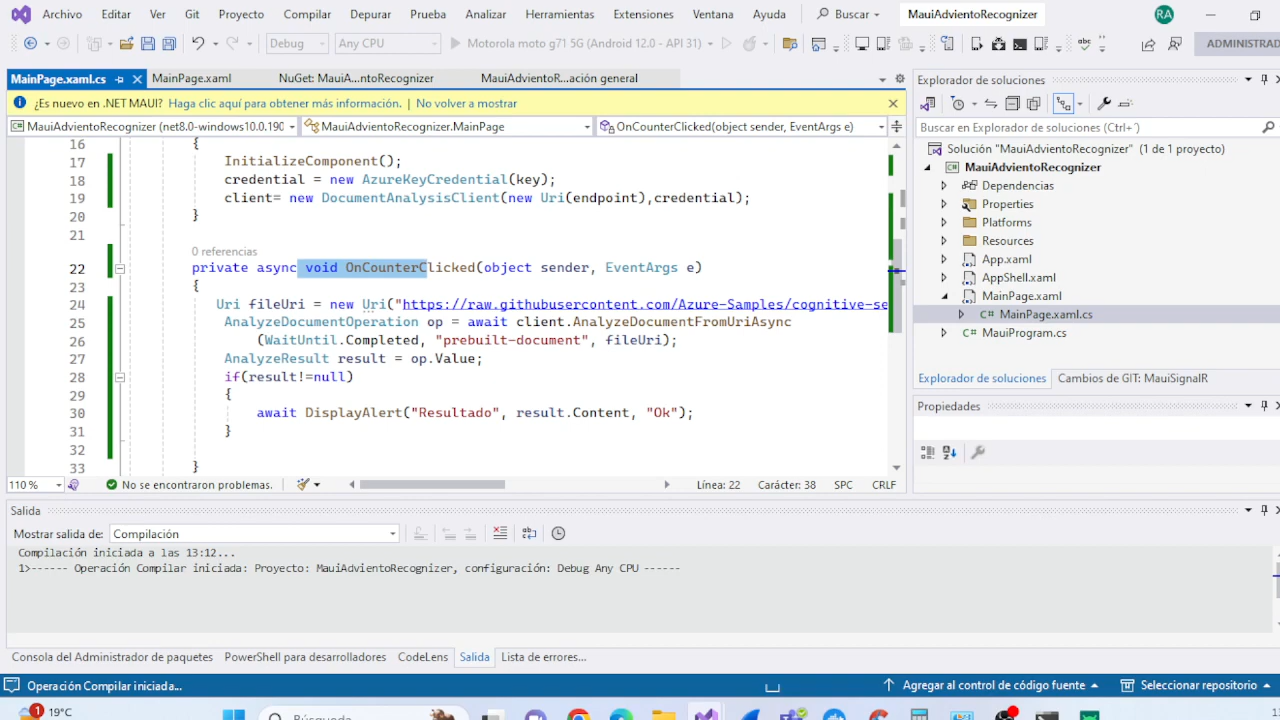 Archivo Editar Ver Git Proyecto Compilar Depurar Prueba Analizar Herramientas Extensiones Ventana Ayuda Buscar MauiAdvientoRecognizer RA
Debug Any CPU Motorola moto g71 5G (Android 12.0 - API 31) ADMINISTRAD
MainPage.xaml.cs MainPage.xaml NuGet: MauiA...ntoRecognizer MauiAdvientoR...ación general
¿Es nuevo en .NET MAUI? Haga clic aquí para obtener más información. | No volver a mostrar
MauiAdvientoRecognizer (net8.0-windows10.0.190 MauiAdvientoRecognizer.MainPage OnCounterClicked(object sender, EventArgs e)
16 {
17 InitializeComponent();
18 credential = new AzureKeyCredential(key);
19 client= new DocumentAnalysisClient(new Uri(endpoint),credential);
20 }
21
0 referencias
22 private async void OnCounterClicked(object sender, EventArgs e)
23 {
24 Uri fileUri = new Uri("https://raw.githubusercontent.com/Azure-Samples/cognitive-se
25 AnalyzeDocumentOperation op = await client.AnalyzeDocumentFromUriAsync
26 (WaitUntil.Completed, "prebuilt-document", fileUri);
27 AnalyzeResult result = op.Value;
28 if(result!=null)
29 {
30 await DisplayAlert("Resultado", result.Content, "Ok");
31 }
32
33 }
110 % No se encontraron problemas. Línea: 22 Carácter: 38 SPC CRLF
Explorador de soluciones
Buscar en Explorador de soluciones (Ctrl+´)
Solución "MauiAdvientoRecognizer" (1 de 1 proyecto)
MauiAdvientoRecognizer
Dependencias
Properties
Platforms
Resources
App.xaml
AppShell.xaml
MainPage.xaml
MainPage.xaml.cs
MauiProgram.cs
Explorador de soluciones Cambios de GIT: MauiSignalR
Propiedades
Salida
Mostrar salida de: Compilación
Compilación iniciada a las 13:12...
1>------ Operación Compilar iniciada: Proyecto: MauiAdvientoRecognizer, configuración: Debug Any CPU ------
Consola del Administrador de paquetes PowerShell para desarrolladores CodeLens Salida Lista de errores...
Operación Compilar iniciada... Agregar al control de código fuente Seleccionar repositorio
1 19°C Búsqueda